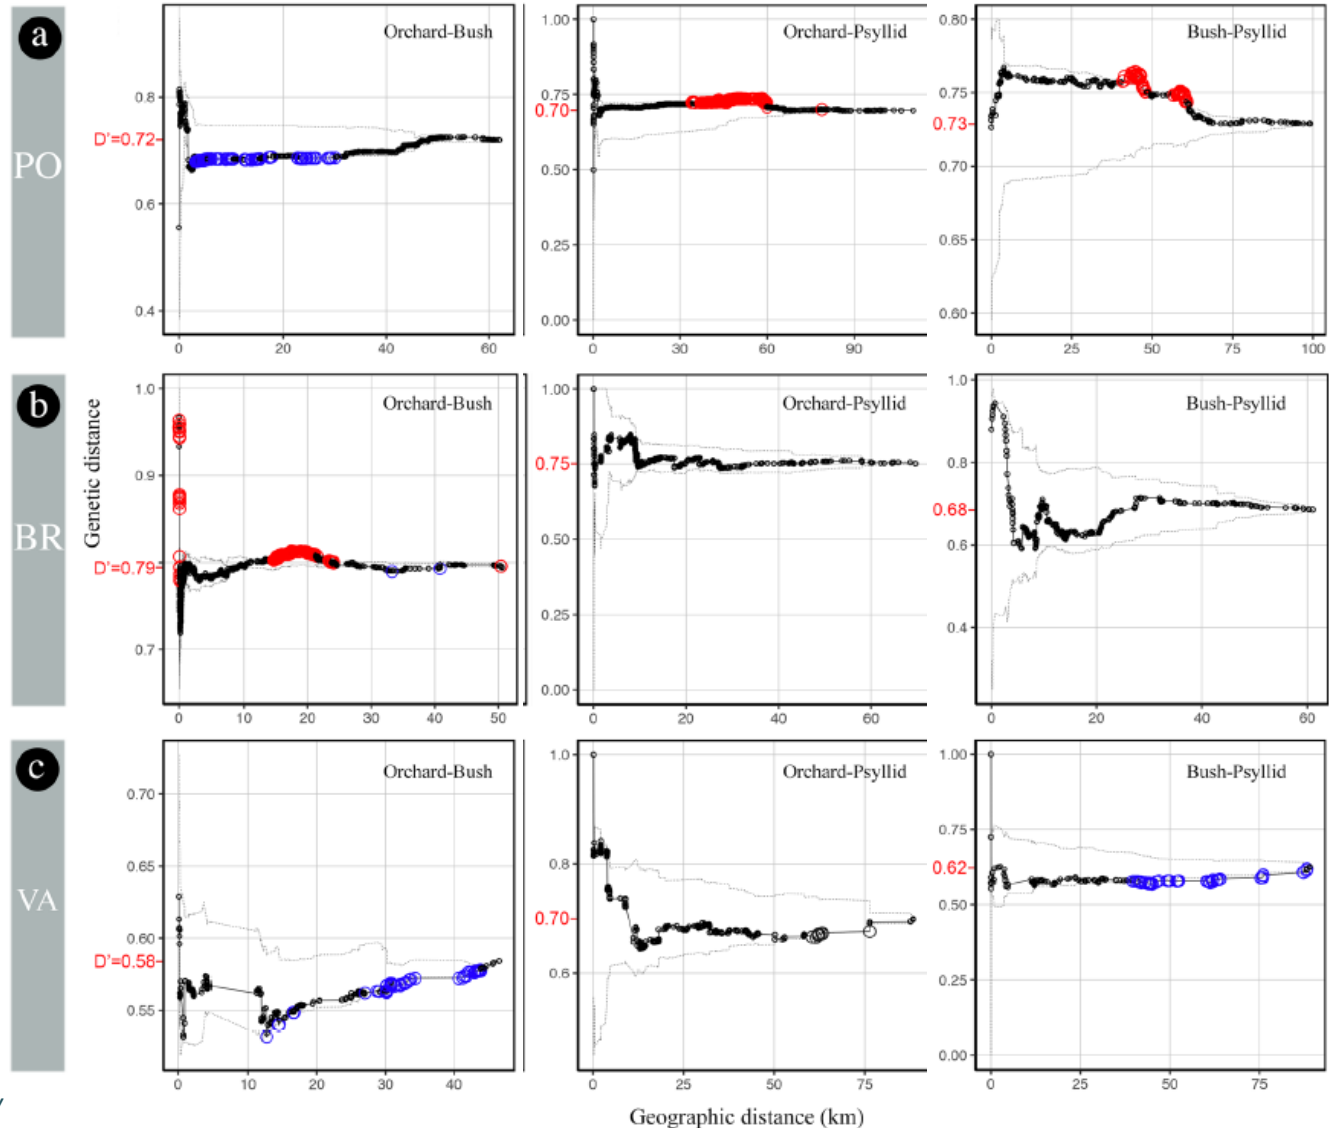 a
PO
Orchard-Bush
0.8
D'=0.72
0.6
0.4
0 20 40 60
Orchard-Psyllid
1.00
0.75
0.70
0.50
0.25
0.00
0 30 60 90
Bush-Psyllid
0.80
0.75
0.73
0.70
0.65
0.60
0 25 50 75 100
Genetic distance
b
BR
Orchard-Bush
1.0
0.9
D'=0.79
0.7
0 10 20 30 40 50
Orchard-Psyllid
1.00
0.75
0.50
0.25
0.00
0 20 40 60
Bush-Psyllid
1.0
0.8
0.68
0.6
0.4
0 20 40 60
c
VA
Orchard-Bush
0.70
0.65
0.60
D'=0.58
0.55
0 20 40
0 10 20 30 40
Orchard-Psyllid
1.0
0.8
0.70
0.6
0 25 50 75
Bush-Psyllid
1.00
0.75
0.62
0.50
0.25
0.00
0 25 50 75
Geographic distance (km)